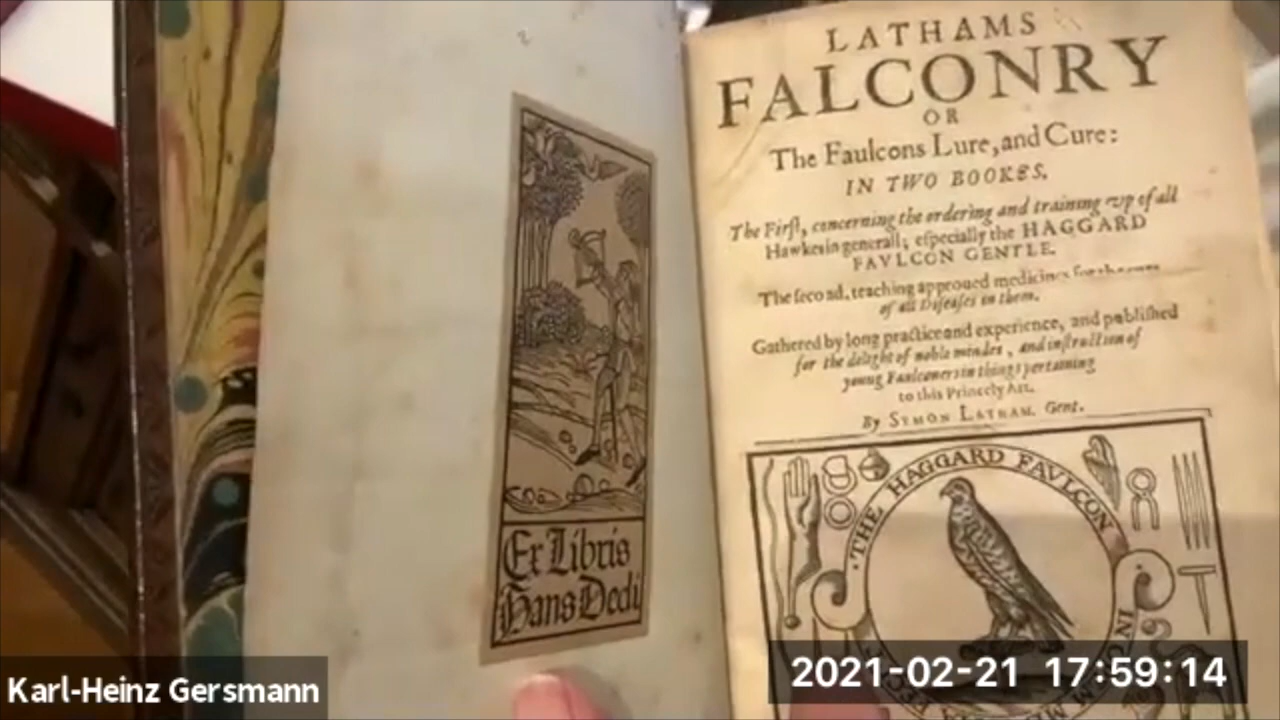 Ex Libris
Hans Dedi
LATHAMS
FALCONRY
OR
The Faulcons Lure, and Cure:
IN TWO BOOKES.
The First, concerning the ordering and training vp of all
Hawkes in generall; especially the HAGGARD
FAVLCON GENTLE.
The second, teaching approued medicines for the
of all Diseases in them.
Gathered by long practice and experience, and published
for the delight of noble mindes, and instruction of
young Faulconers in things pertaining
to this Princely Art.
By SYMON LATHAM. Gent.
THE HAGGARD FAVLCON
Karl-Heinz Gersmann
2021-02-21 17:59:14